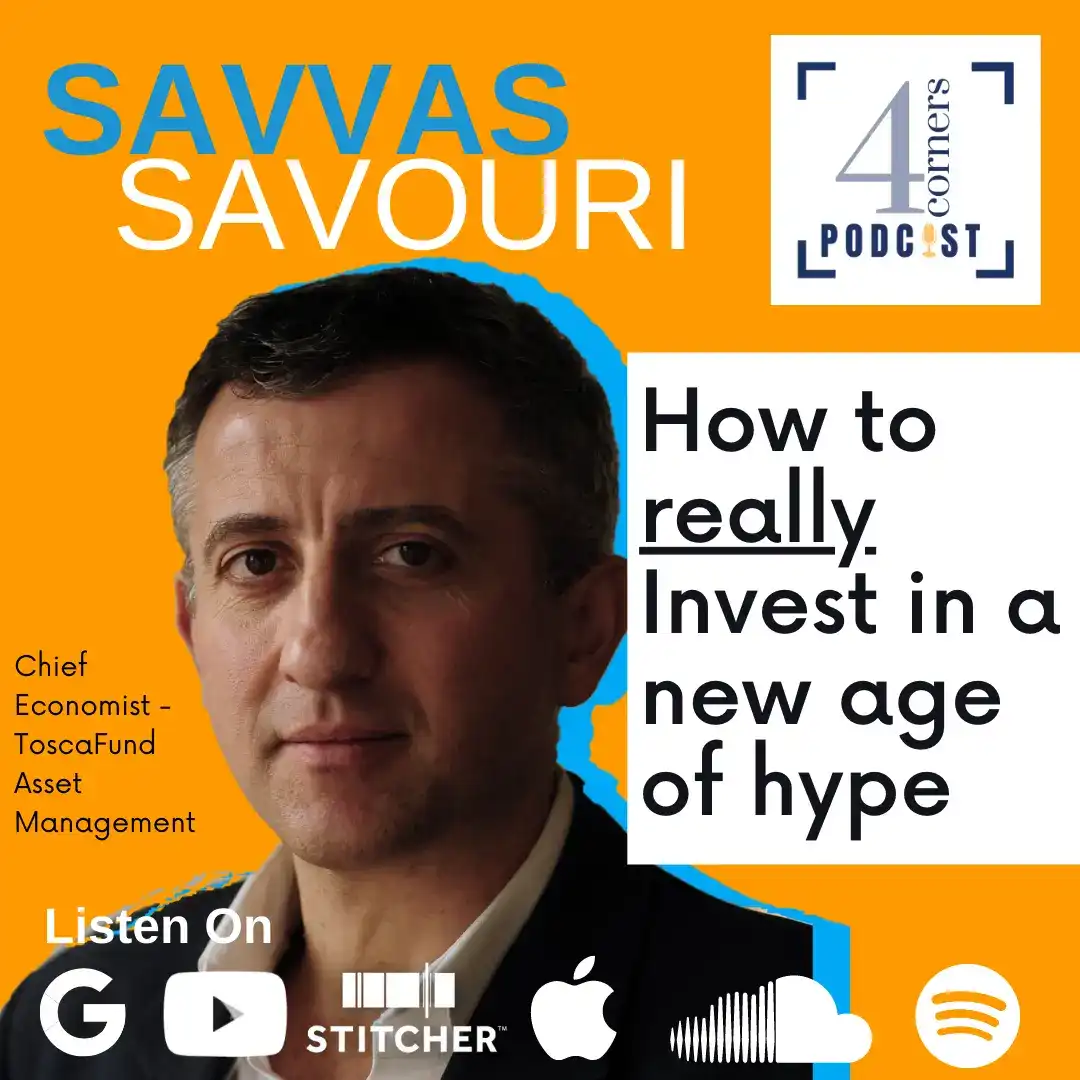 SAVVAS
SAVOURI
4
corners
PODCAST
How to
really
Invest in a
new age
of hype
Chief
Economist -
ToscaFund
Asset
Management
Listen On
G
STITCHER™